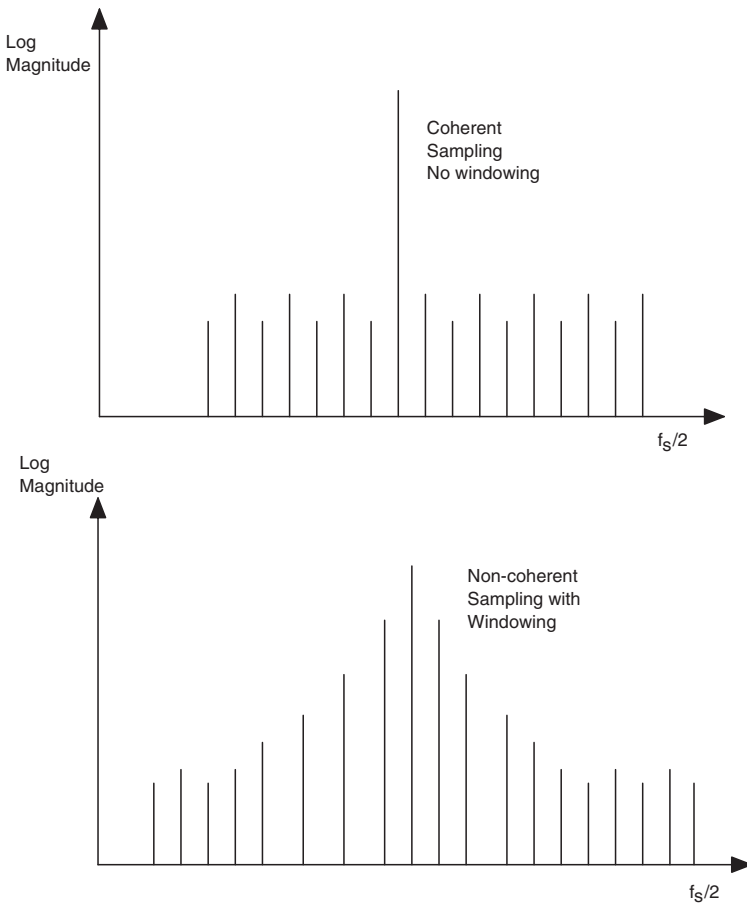 Log
Magnitude
Coherent
Sampling
No windowing
fS/2
Log
Magnitude
Non-coherent
Sampling with
Windowing
fS/2